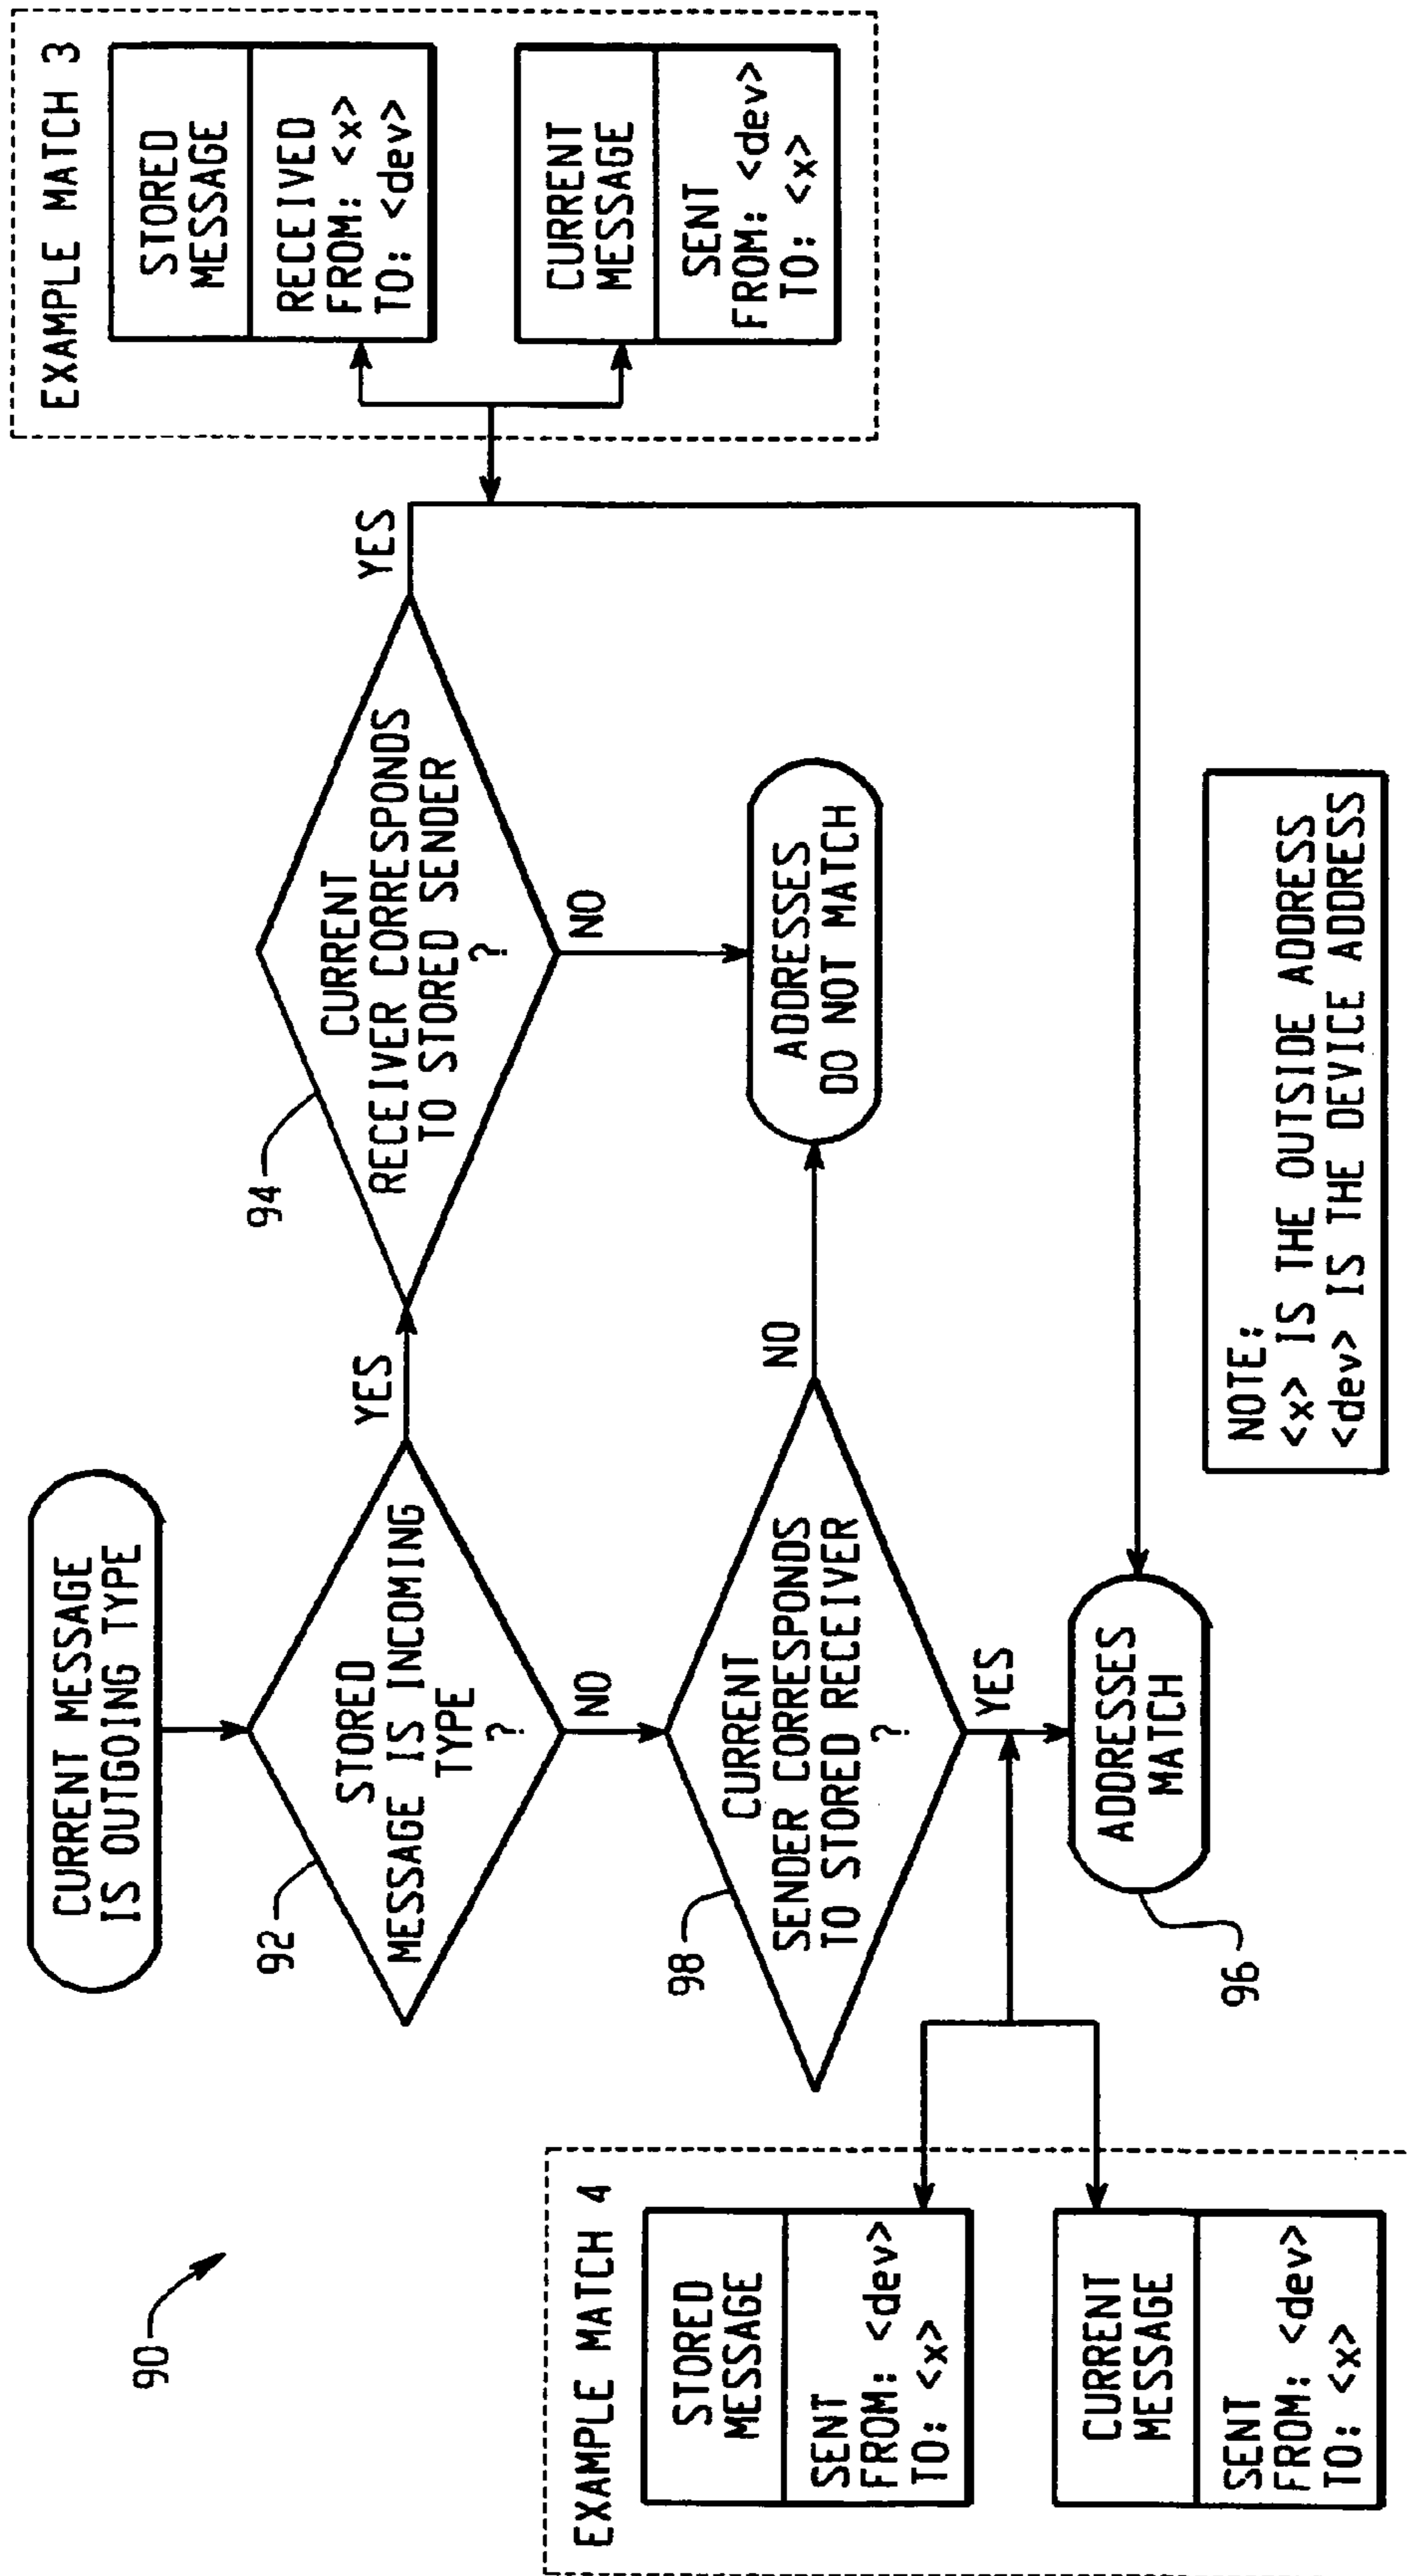 90
CURRENT MESSAGE
IS OUTGOING TYPE
92
STORED
MESSAGE IS INCOMING
TYPE
?
YES
NO
94
CURRENT
RECEIVER CORRESPONDS
TO STORED SENDER
?
YES
NO
EXAMPLE MATCH 3
STORED
MESSAGE
RECEIVED
FROM: <x>
TO: <dev>
CURRENT
MESSAGE
SENT
FROM: <dev>
TO: <x>
98
CURRENT
SENDER CORRESPONDS
TO STORED RECEIVER
?
NO
YES
ADDRESSES
DO NOT MATCH
EXAMPLE MATCH 4
STORED
MESSAGE
SENT
FROM: <dev>
TO: <x>
CURRENT
MESSAGE
SENT
FROM: <dev>
TO: <x>
ADDRESSES
MATCH
96
NOTE:
<x> IS THE OUTSIDE ADDRESS
<dev> IS THE DEVICE ADDRESS